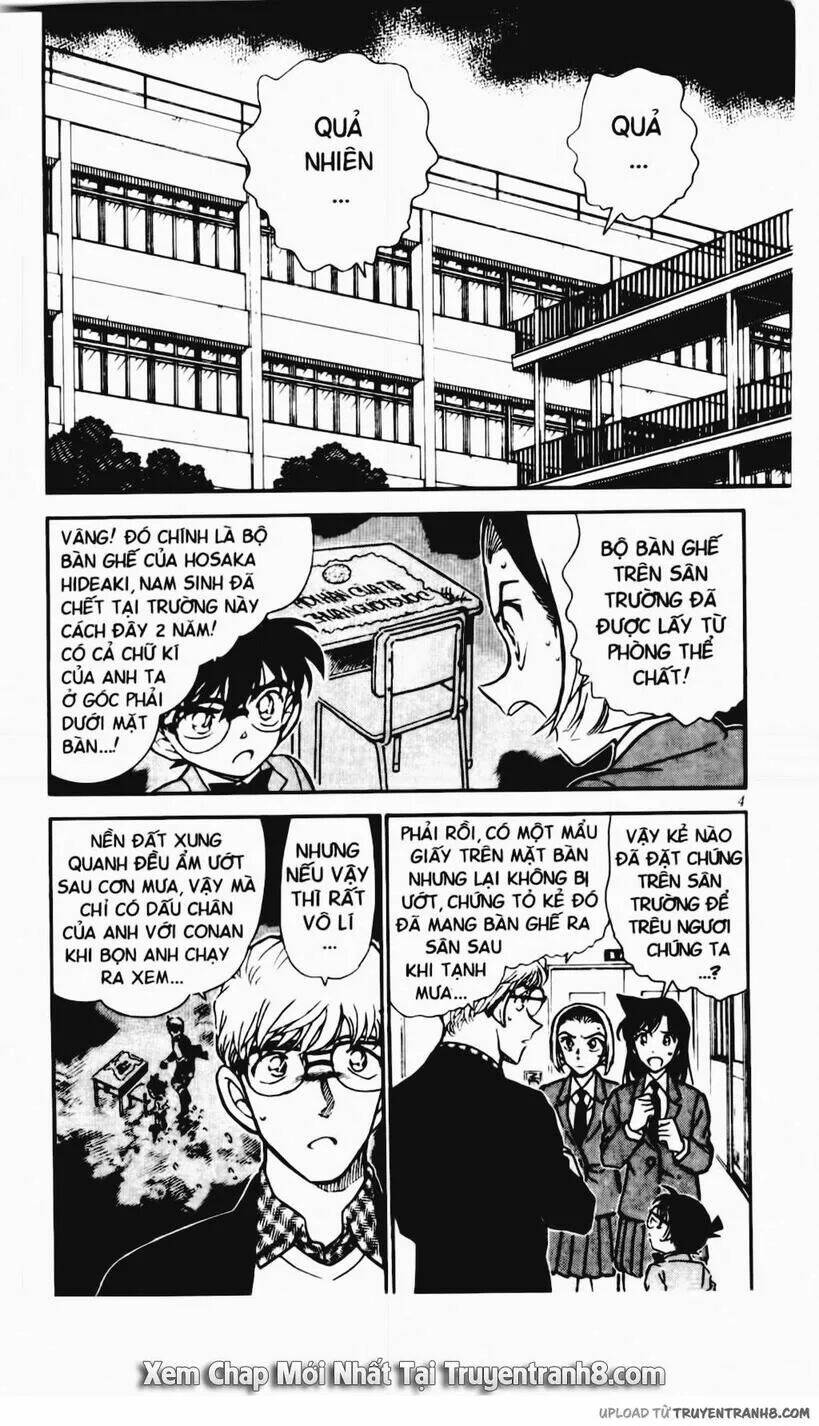 QUẢ
...
QUẢ
NHIÊN
...
BỘ BÀN GHẾ
TRÊN SÂN
TRƯỜNG ĐÃ
ĐƯỢC LẤY TỪ
PHÒNG THỂ
CHẤT!
VÂNG! ĐÓ CHÍNH LÀ BỘ
BÀN GHẾ CỦA HOSAKA
HIDEAKI, NAM SINH ĐÃ
CHẾT TẠI TRƯỜNG NÀY
CÁCH ĐÂY 2 NĂM!
CÓ CẢ CHỮ KÍ
CỦA ANH TA
Ở GÓC PHẢI
DƯỚI MẶT
BÀN...!
4
VẬY KẺ NÀO
ĐÃ ĐẶT CHÚNG
TRÊN SÂN
TRƯỜNG ĐỂ
TRÊU NGƯƠI
CHÚNG TA
...?
PHẢI RỒI, CÓ MỘT MẨU
GIẤY TRÊN MẶT BÀN
NHƯNG LẠI KHÔNG BỊ
ƯỚT, CHỨNG TỎ KẺ ĐÓ
ĐÃ MANG BÀN GHẾ RA
SÂN SAU
KHI TẠNH
MƯA...
NHƯNG
NẾU VẬY
THÌ RẤT
VÔ LÍ
...
NỀN ĐẤT XUNG
QUANH ĐỀU ẨM ƯỚT
SAU CƠN MƯA, VẬY MÀ
CHỈ CÓ DẤU CHÂN
CỦA ANH VỚI CONAN
KHI BỌN ANH CHẠY
RA XEM...
Xem Chap Mới Nhất Tại Truyentranh8.com
UPLOAD TỪ TRUYENTRANH8.COM